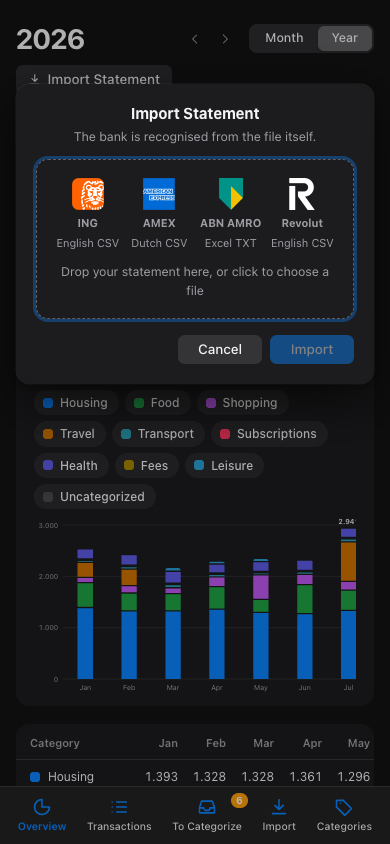 2026
Month
Year
Import Statement
Import Statement
The bank is recognised from the file itself.
AMERICAN
EXPRESS
ING
AMEX
ABN AMRO
Revolut
English CSV
Dutch CSV
Excel TXT
English CSV
Drop your statement here, or click to choose a
file
Cancel
Import
Housing
Food
Shopping
Travel
Transport
Subscriptions
Health
Fees
Leisure
Uncategorized
3.000
2.94
2.000
1.000
0
Jan
Feb
Mar
Apr
May
Jun
Jul
Category Jan Feb Mar Apr May
Housing 1.393 1.328 1.328 1.361 1.296
6
Overview
Transactions
To Categorize
Import
Categories